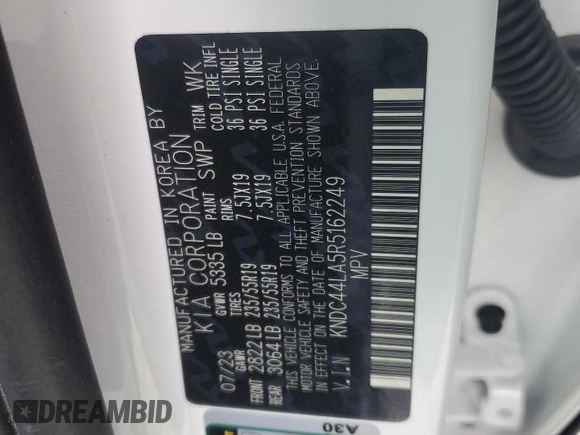 MANUFACTURED IN KOREA BY
KIA CORPORATION
07/23 GVWR 5335 LB PAINT SWP TRIM WK
GAWR TIRES RIMS COLD TIRE INFL
FRONT 2822 LB 235/55R19 7.5JX19 36 PSI SINGLE
REAR 3064 LB 235/55R19 7.5JX19 36 PSI SINGLE
THIS VEHICLE CONFORMS TO ALL APPLICABLE U.S.A. FEDERAL
MOTOR VEHICLE SAFETY AND THEFT PREVENTION STANDARDS
IN EFFECT ON THE DATE OF MANUFACTURE SHOWN ABOVE.
V.I.N KNDC44LA5R5162249
MPV
A30
DREAMBID